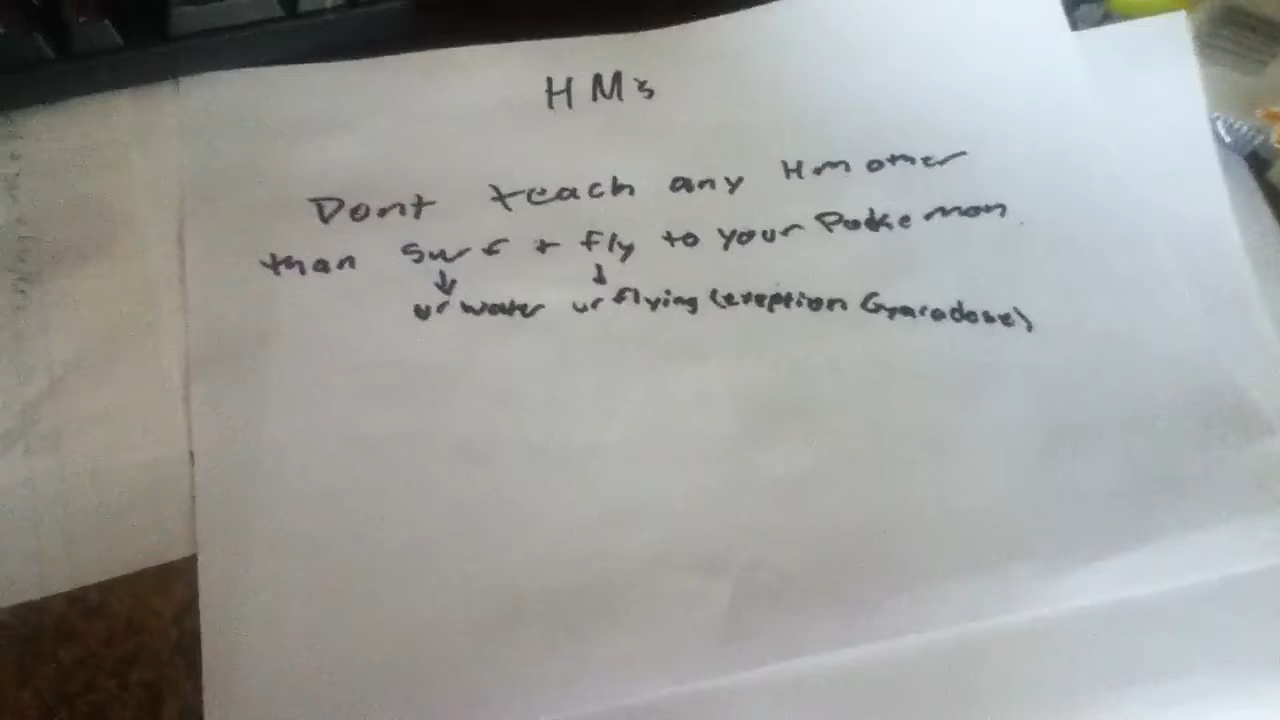 HMs
Dont teach any Hm other
than Surf + fly to your Pokemon
ur water ur flying (exeption Gyaradose)